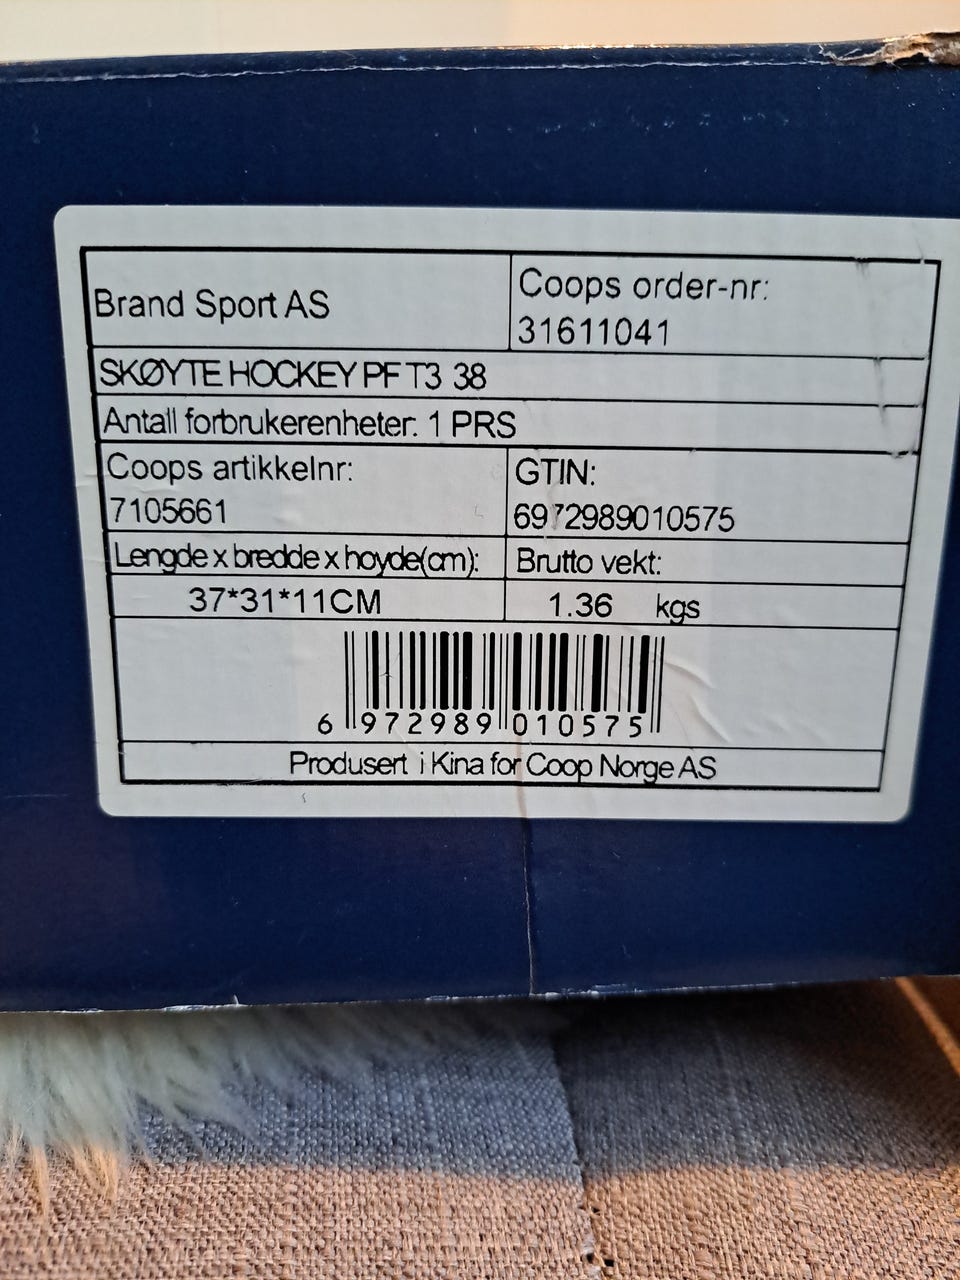 Brand Sport AS
Coops order-nr:
31611041
SKØYTE HOCKEY PF T3 38
Antall forbrukerenheter: 1 PRS
Coops artikkelnr:
7105661
GTIN:
6972989010575
Lengde x bredde x hoyde(cm):
Brutto vekt:
37*31*11CM
1.36 kgs
6 972989 010575
Produsert i Kina for Coop Norge AS